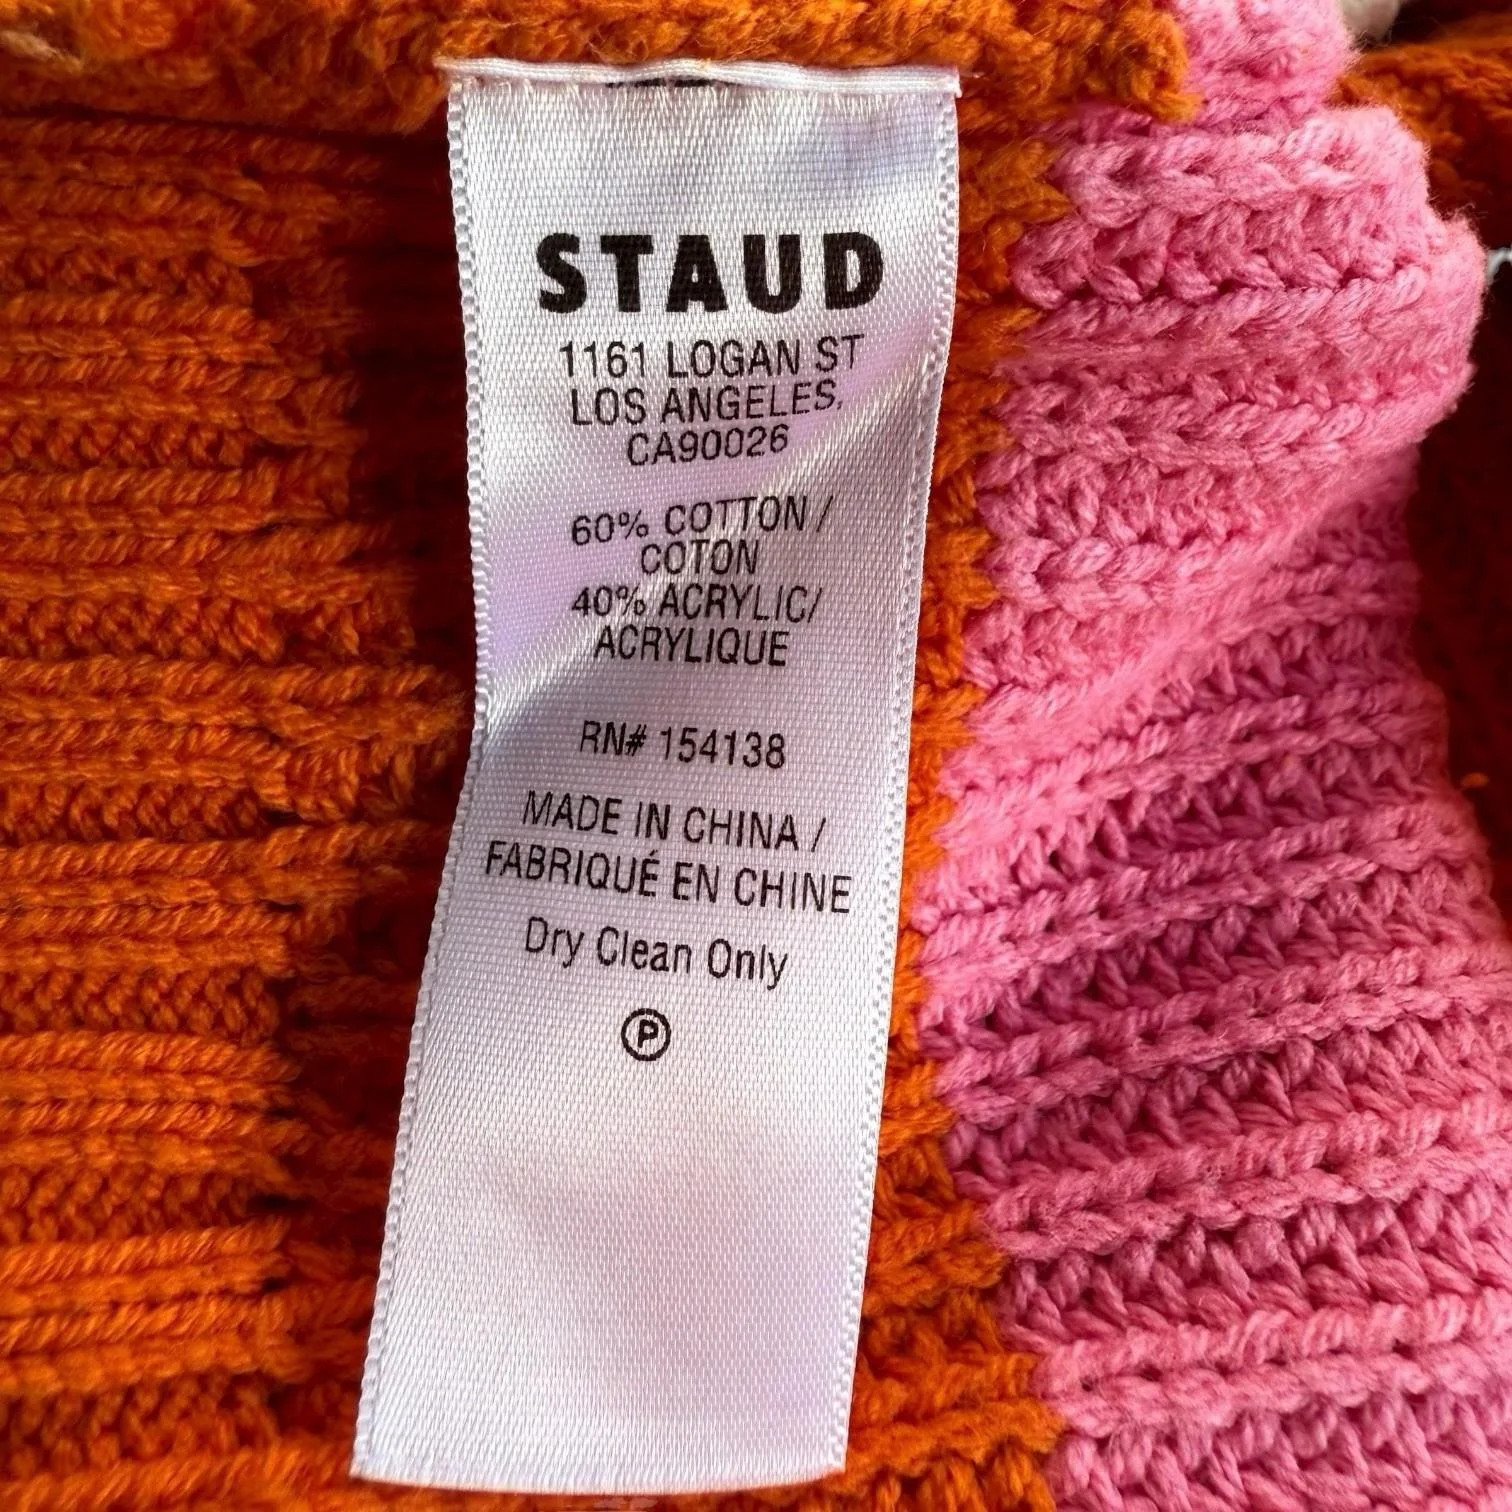 STAUD
1161 LOGAN ST
LOS ANGELES,
CA90026
60% COTTON /
COTON
40% ACRYLIC/
ACRYLIQUE
RN# 154138
MADE IN CHINA /
FABRIQUÉ EN CHINE
Dry Clean Only
P